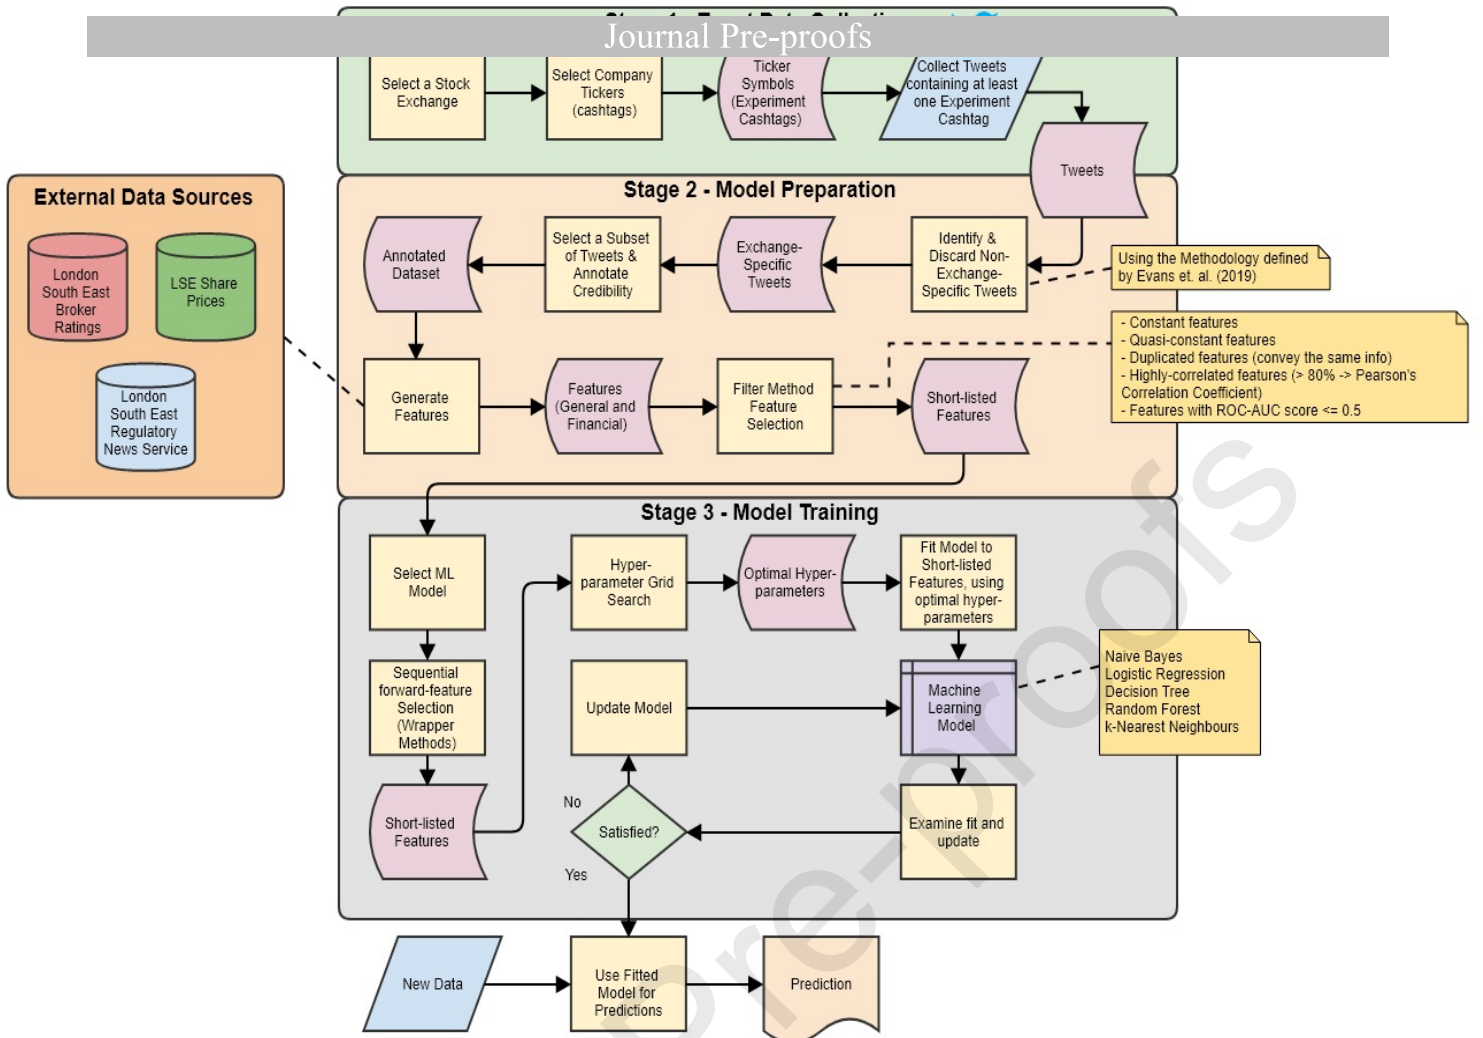 Journal Pre-proofs
Select a Stock
Exchange
Select Company
Tickers
(cashtags)
Ticker
Symbols
(Experiment
Cashtags)
Collect Tweets
containing at least
one Experiment
Cashtag
Tweets
External Data Sources
London
South East
Broker
Ratings
LSE Share
Prices
London
South East
Regulatory
News Service
Stage 2 - Model Preparation
Annotated
Dataset
Select a Subset
of Tweets &
Annotate
Credibility
Exchange-
Specific
Tweets
Identify &
Discard Non-
Exchange-
Specific Tweets
Using the Methodology defined
by Evans et. al. (2019)
Generate
Features
Features
(General and
Financial)
Filter Method
Feature
Selection
Short-listed
Features
- Constant features
- Quasi-constant features
- Duplicated features (convey the same info)
- Highly-correlated features (> 80% -> Pearson's
Correlation Coefficient)
- Features with ROC-AUC score <= 0.5
Stage 3 - Model Training
Select ML
Model
Hyper-
parameter Grid
Search
Optimal Hyper-
parameters
Fit Model to
Short-listed
Features, using
optimal hyper-
parameters
Sequential
forward-feature
Selection
(Wrapper
Methods)
Update Model
Machine
Learning
Model
Naive Bayes
Logistic Regression
Decision Tree
Random Forest
k-Nearest Neighbours
Short-listed
Features
No
Satisfied?
Yes
Examine fit and
update
New Data
Use Fitted
Model for
Predictions
Prediction
Pre-proofs